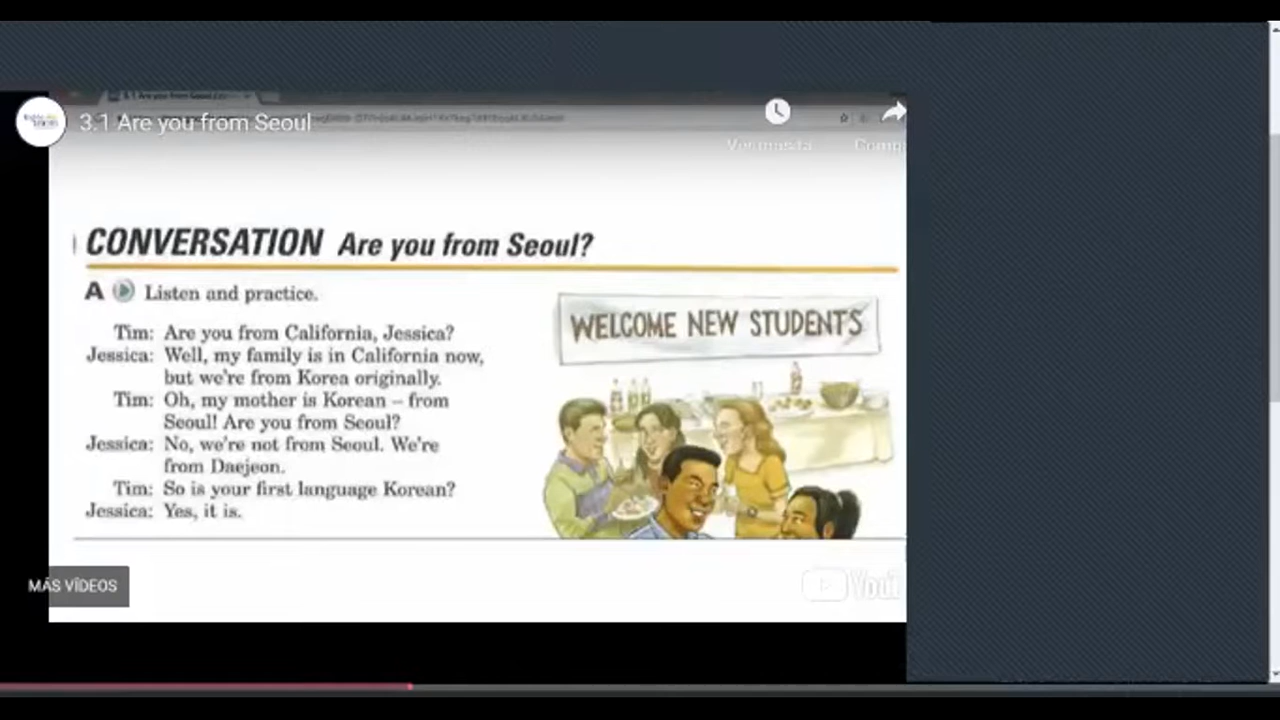 3.1 Are you from Seoul
CONVERSATION Are you from Seoul?
A Listen and practice.
Tim: Are you from California, Jessica?
Jessica: Well, my family is in California now,
but we're from Korea originally.
Tim: Oh, my mother is Korean – from
Seoul! Are you from Seoul?
Jessica: No, we're not from Seoul. We're
from Daejeon.
Tim: So is your first language Korean?
Jessica: Yes, it is.
WELCOME NEW STUDENTS
MÁS VÍDEOS